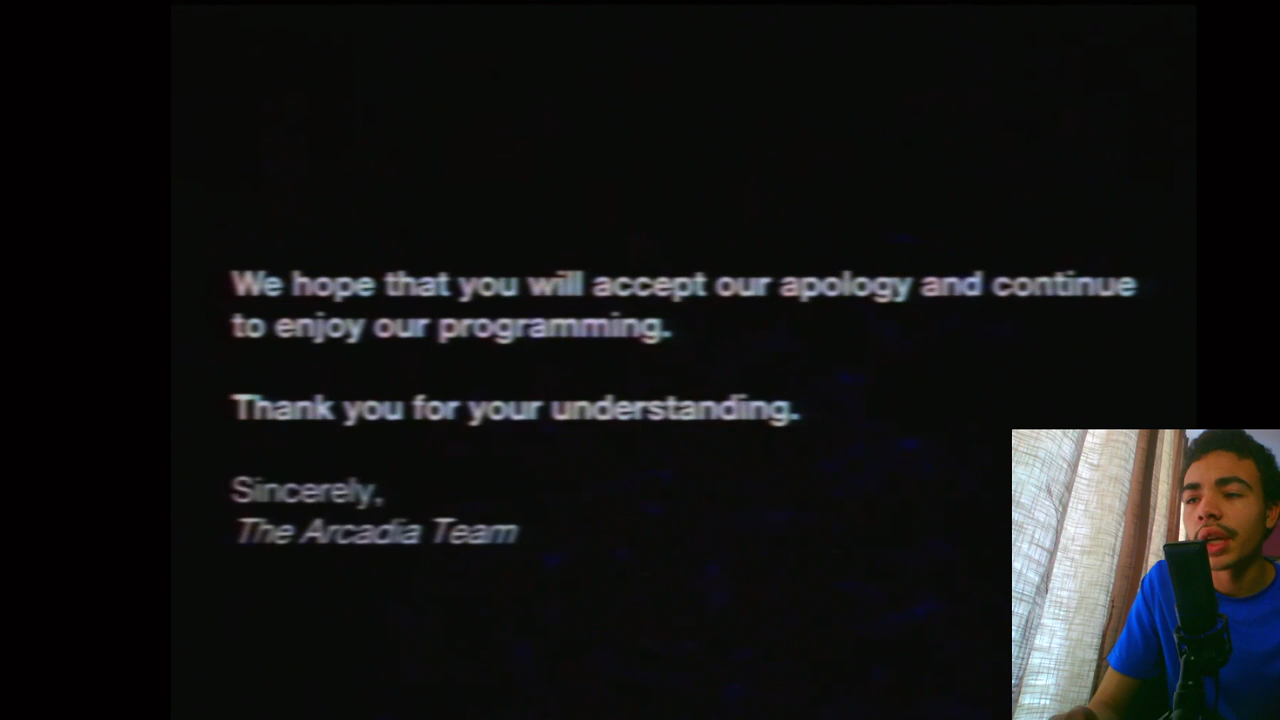 We hope that you will accept our apology and continue
to enjoy our programming.
Thank you for your understanding.
Sincerely,
The Arcadia Team